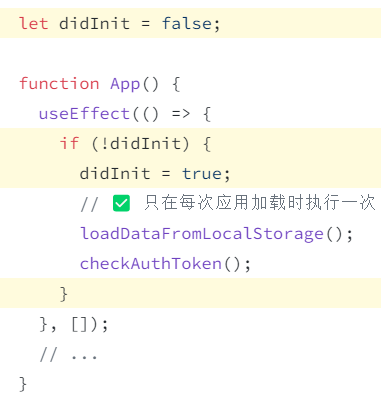 let didInit = false;

function App() {
  useEffect(() => {
    if (!didInit) {
      didInit = true;
      // ✅ 只在每次应用加载时执行一次
      loadDataFromLocalStorage();
      checkAuthToken();
    }
  }, []);
  // ...
}